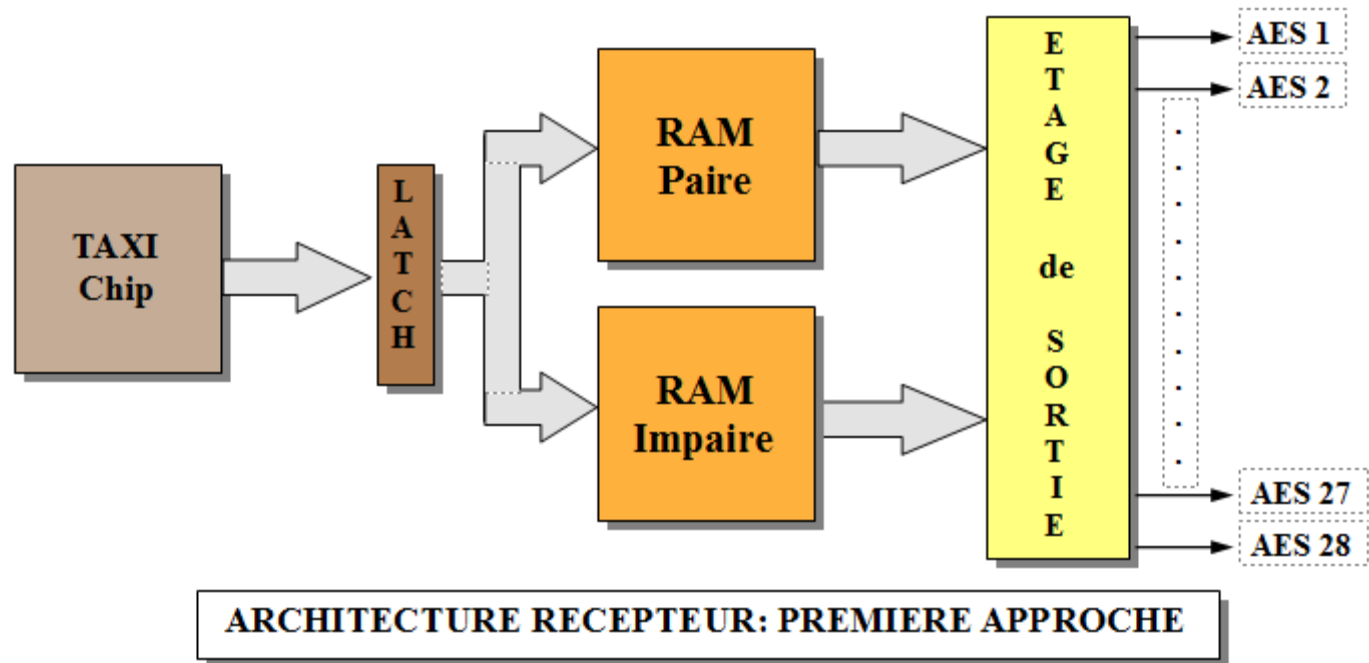 TAXI
Chip
L
A
T
C
H
RAM
Paire
RAM
Impaire
E
T
A
G
E
de
S
O
R
T
I
E
AES 1
AES 2
.
.
.
.
.
.
.
.
.
.
AES 27
AES 28
ARCHITECTURE RECEPTEUR: PREMIERE APPROCHE